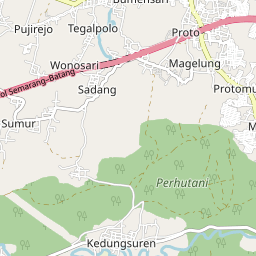 Pujirejo
Tegalpolo
Proto
Wonosari
Magelung
ol Semarang-Batang
Sadang
Protomu
Sumur
Perhutani
Kedungsuren